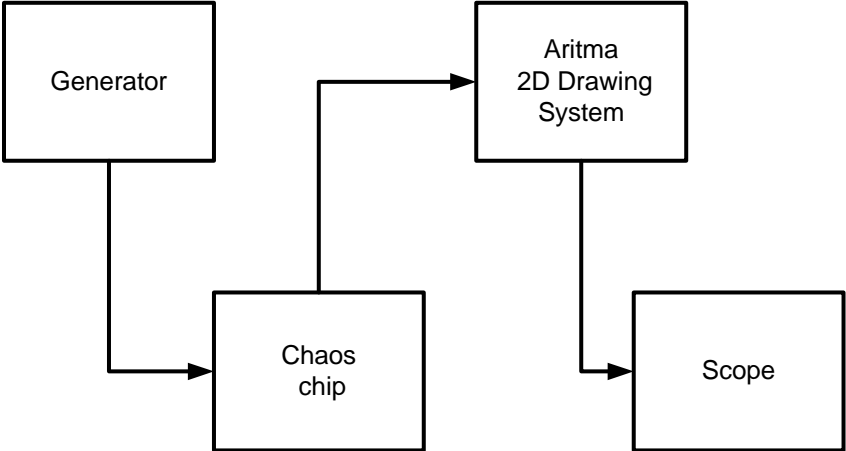 Generator
Aritma
2D Drawing
System
Chaos
chip
Scope